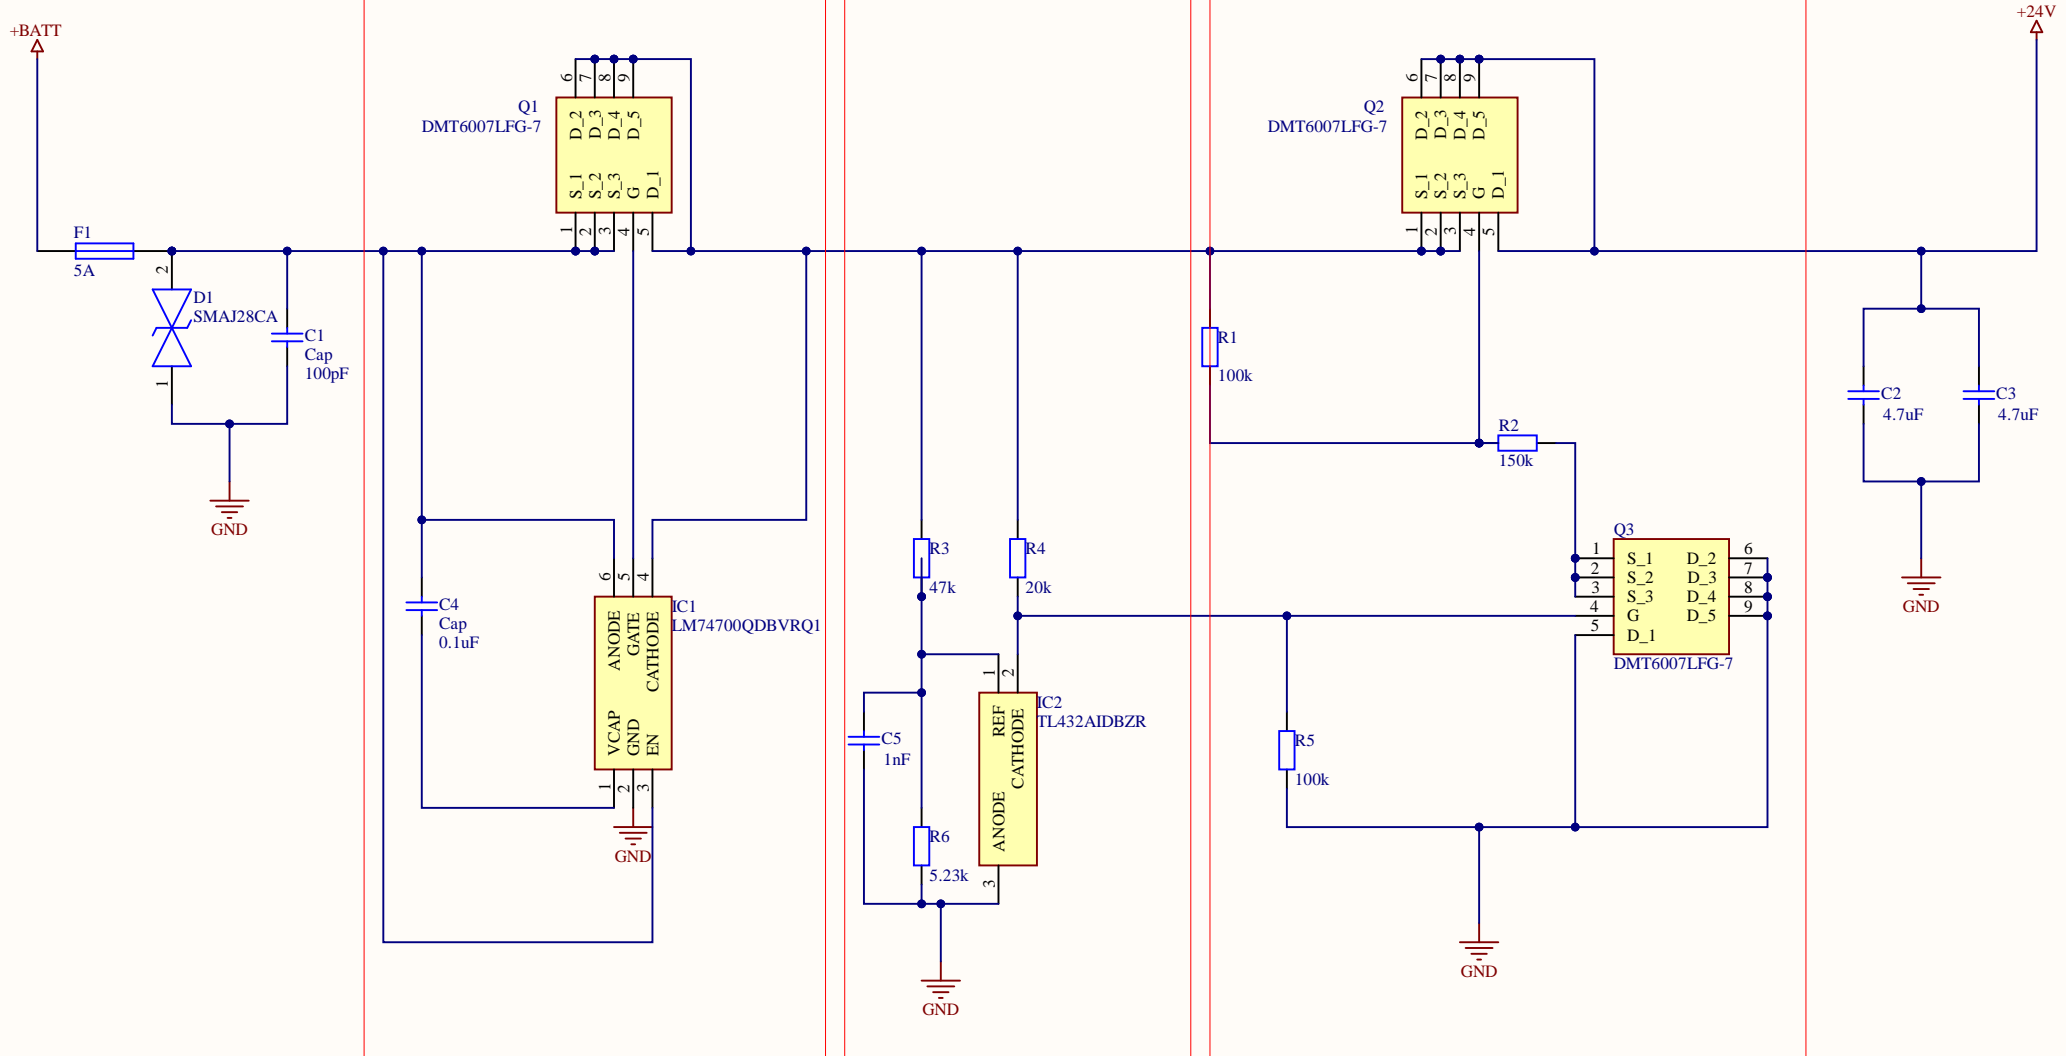 +BATT
+24V
F1
5A
2
D1
SMAJ28CA
1
C1
Cap
100pF
GND
Q1
DMT6007LFG-7
6
7
8
9
D_2
D_3
D_4
D_5
S_1
S_2
S_3
G
D_1
1
2
3
4
5
C4
Cap
0.1uF
6
5
4
IC1
LM74700QDBVRQ1
ANODE
GATE
CATHODE
VCAP
GND
EN
1
2
3
GND
R3
47k
R4
20k
1
2
IC2
TL432AIDBZR
REF
CATHODE
ANODE
3
C5
1nF
R6
5.23k
GND
Q2
DMT6007LFG-7
6
7
8
9
D_2
D_3
D_4
D_5
S_1
S_2
S_3
G
D_1
1
2
3
4
5
R1
100k
R2
150k
R5
100k
Q3
1
2
3
4
5
S_1
S_2
S_3
G
D_1
D_2
D_3
D_4
D_5
6
7
8
9
DMT6007LFG-7
GND
C2
4.7uF
C3
4.7uF
GND